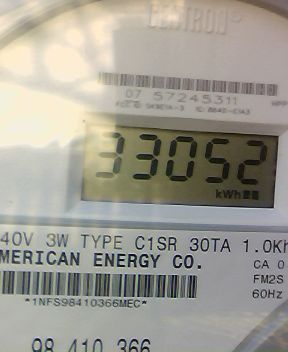 CENTRON®
07 57245311
33052
kWh
40V 3W TYPE C1SR 30TA 1.0Kh
MERICAN ENERGY CO.
CA 0
FM2S
60Hz
*1NFS98410366MEC*
98 410 366